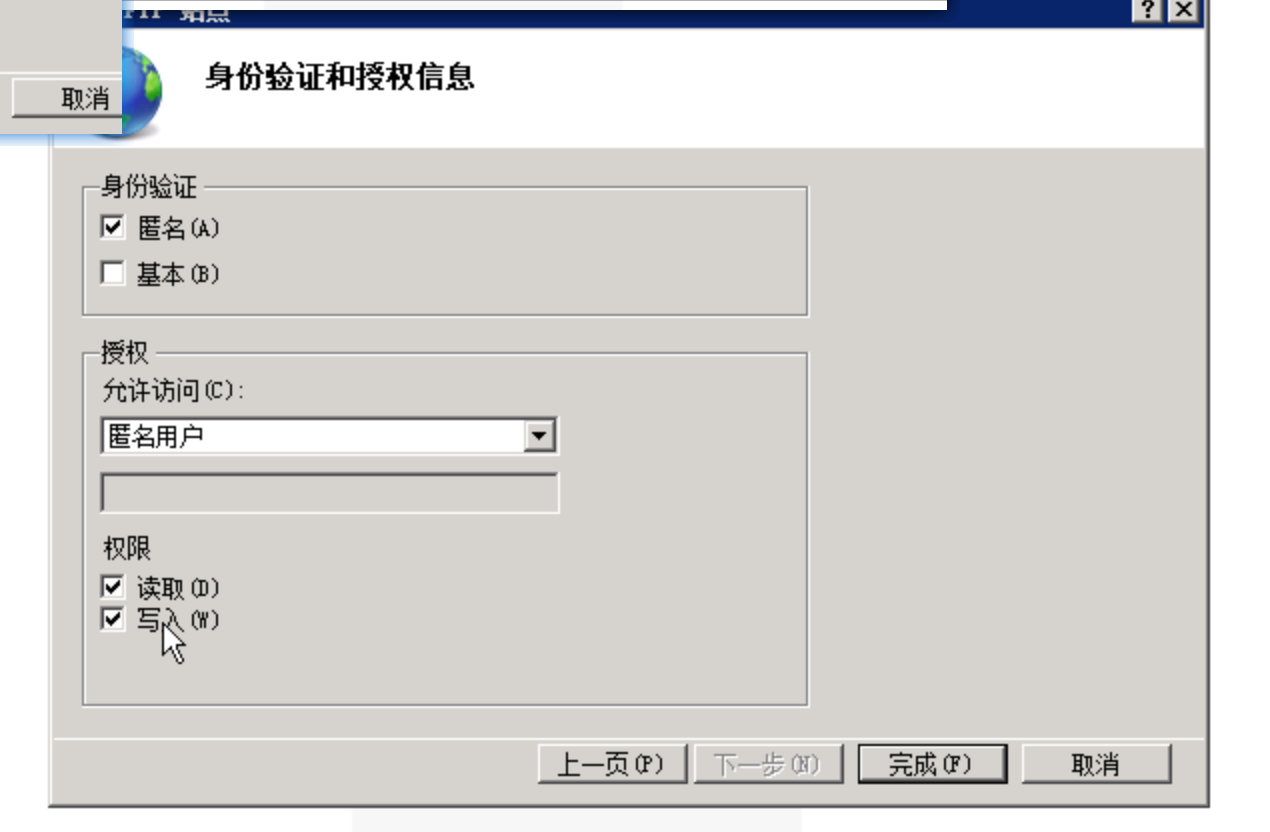 站点
取消
身份验证和授权信息
身份验证
匿名(A)
基本(B)
授权
允许访问(C):
匿名用户
权限
读取(D)
写入(W)
上一页(P)
下一步(N)
完成(F)
取消